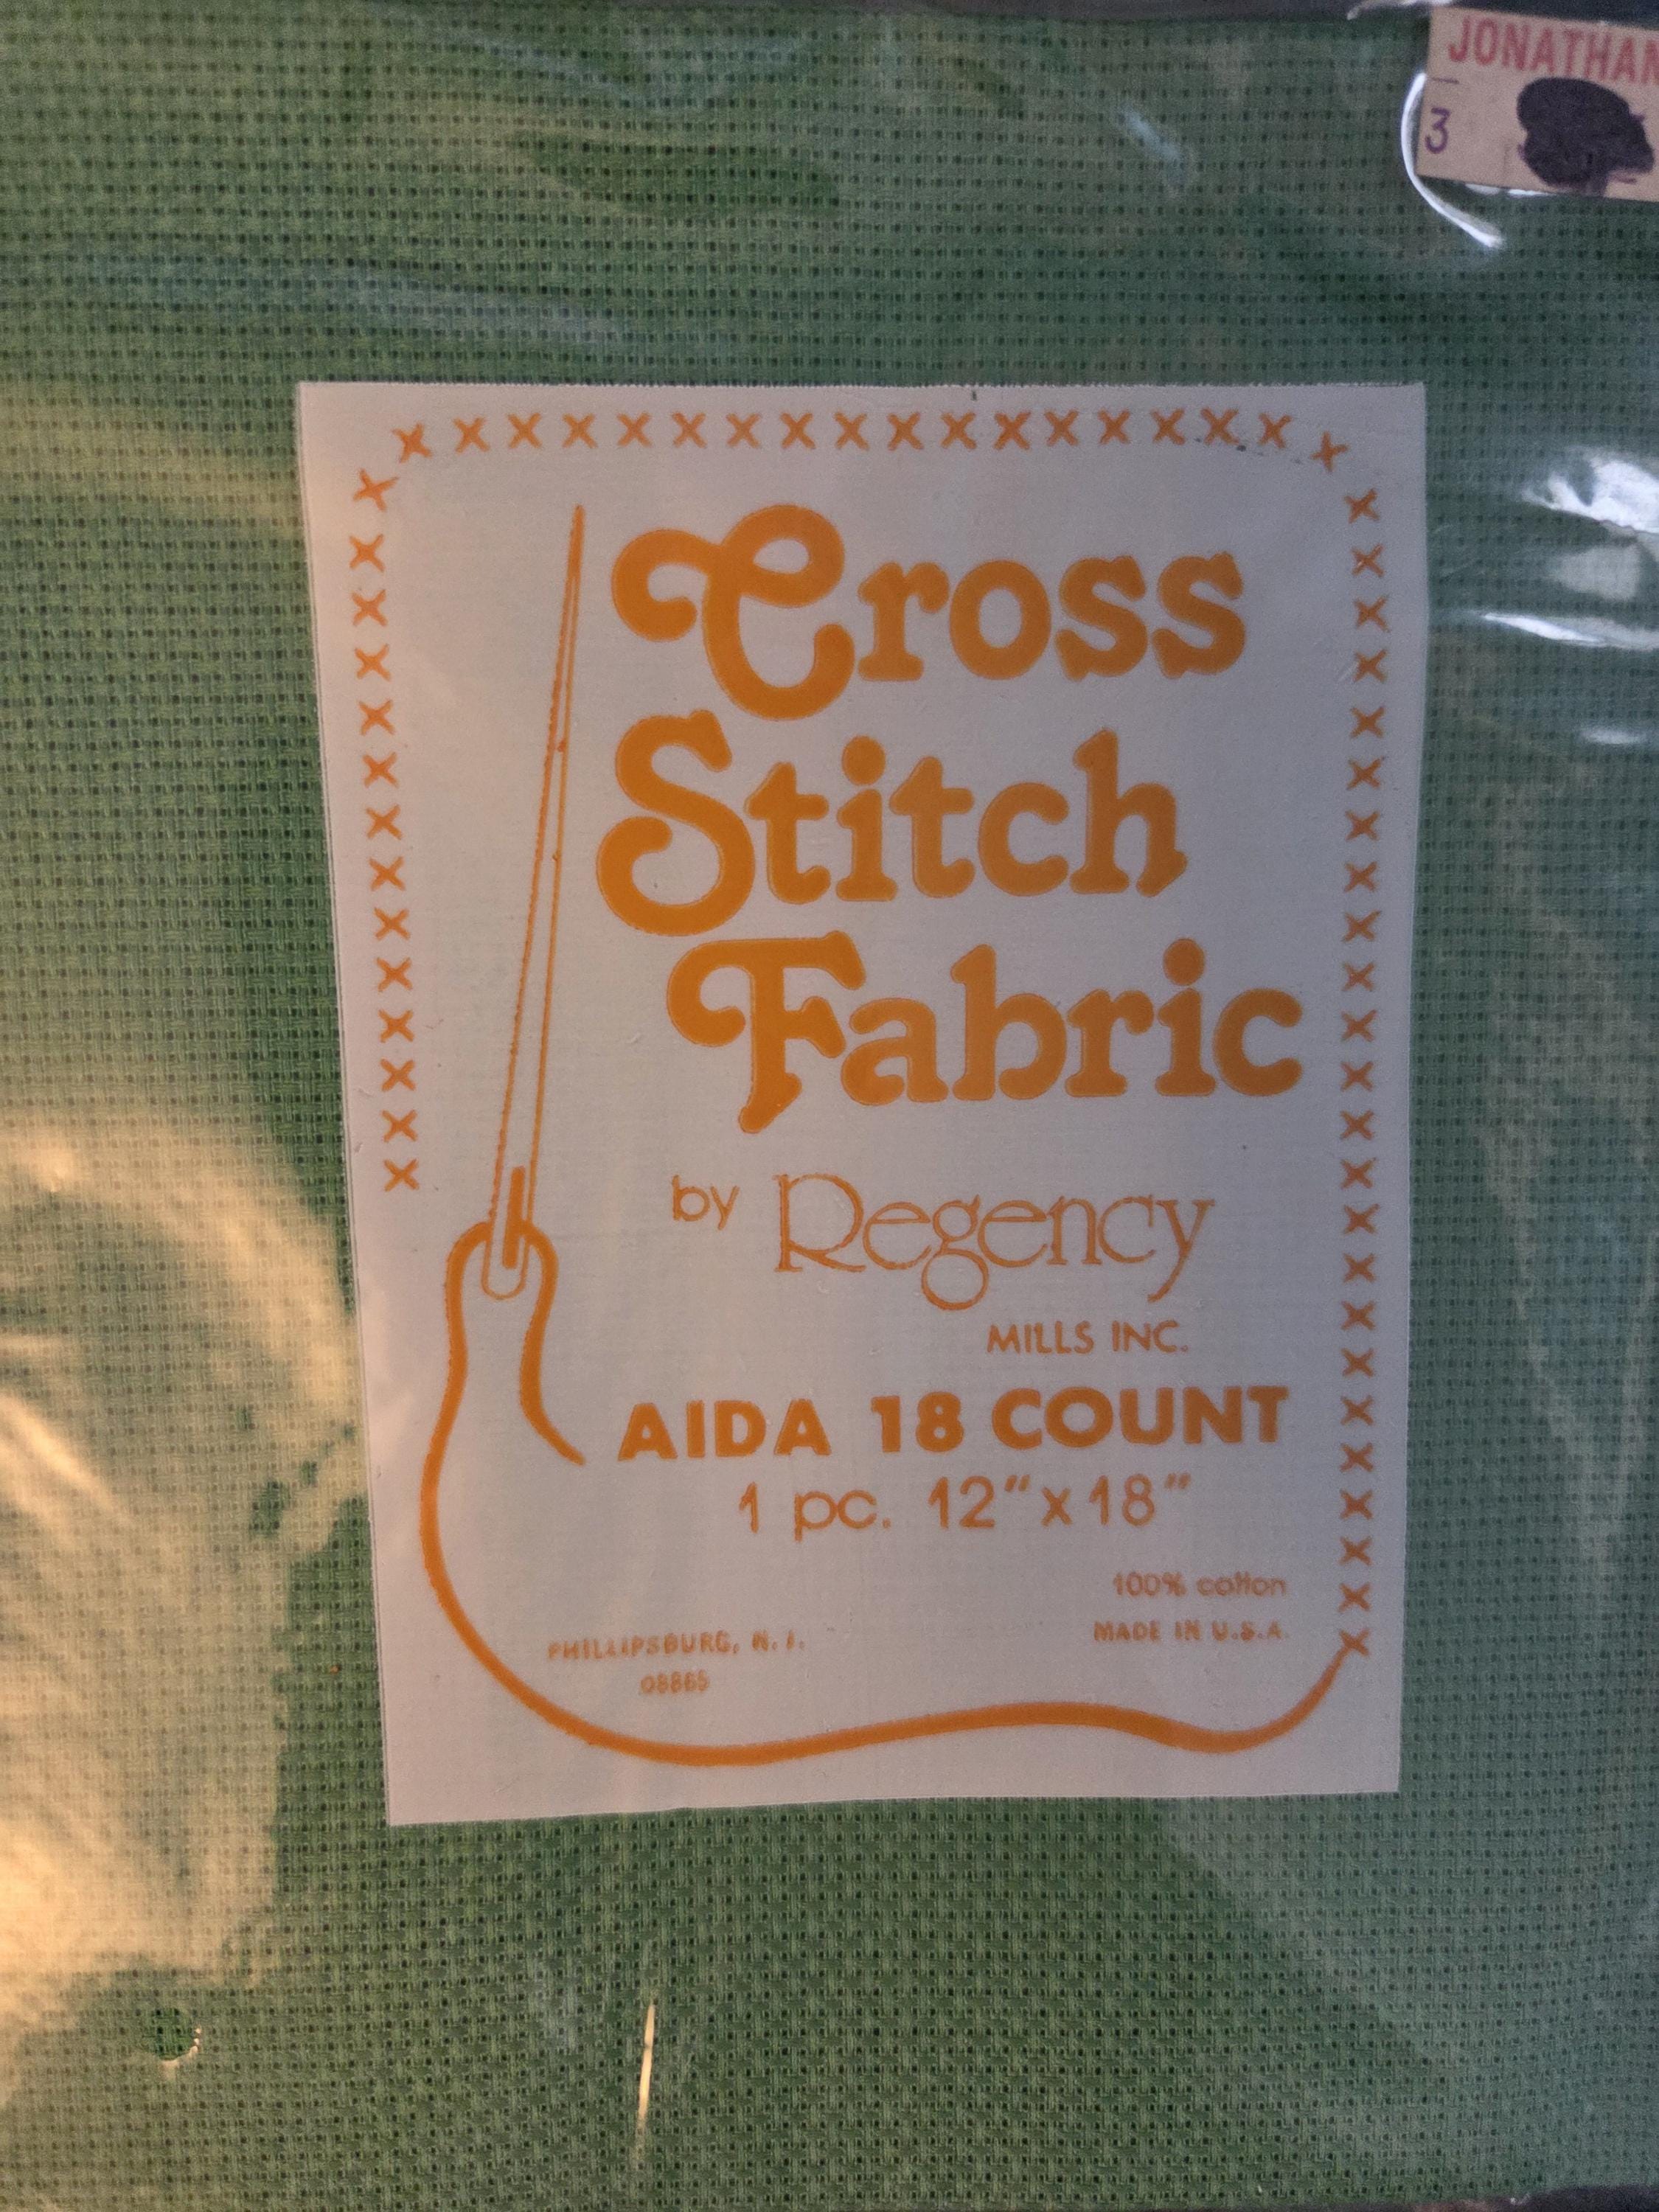 JONATHAN
3
Cross
Stitch
Fabric
by Regency
MILLS INC.
AIDA 18 COUNT
1 pc. 12" x 18"
100% cotton
MADE IN U.S.A.
PHILLIPSBURG, N. J.
08865